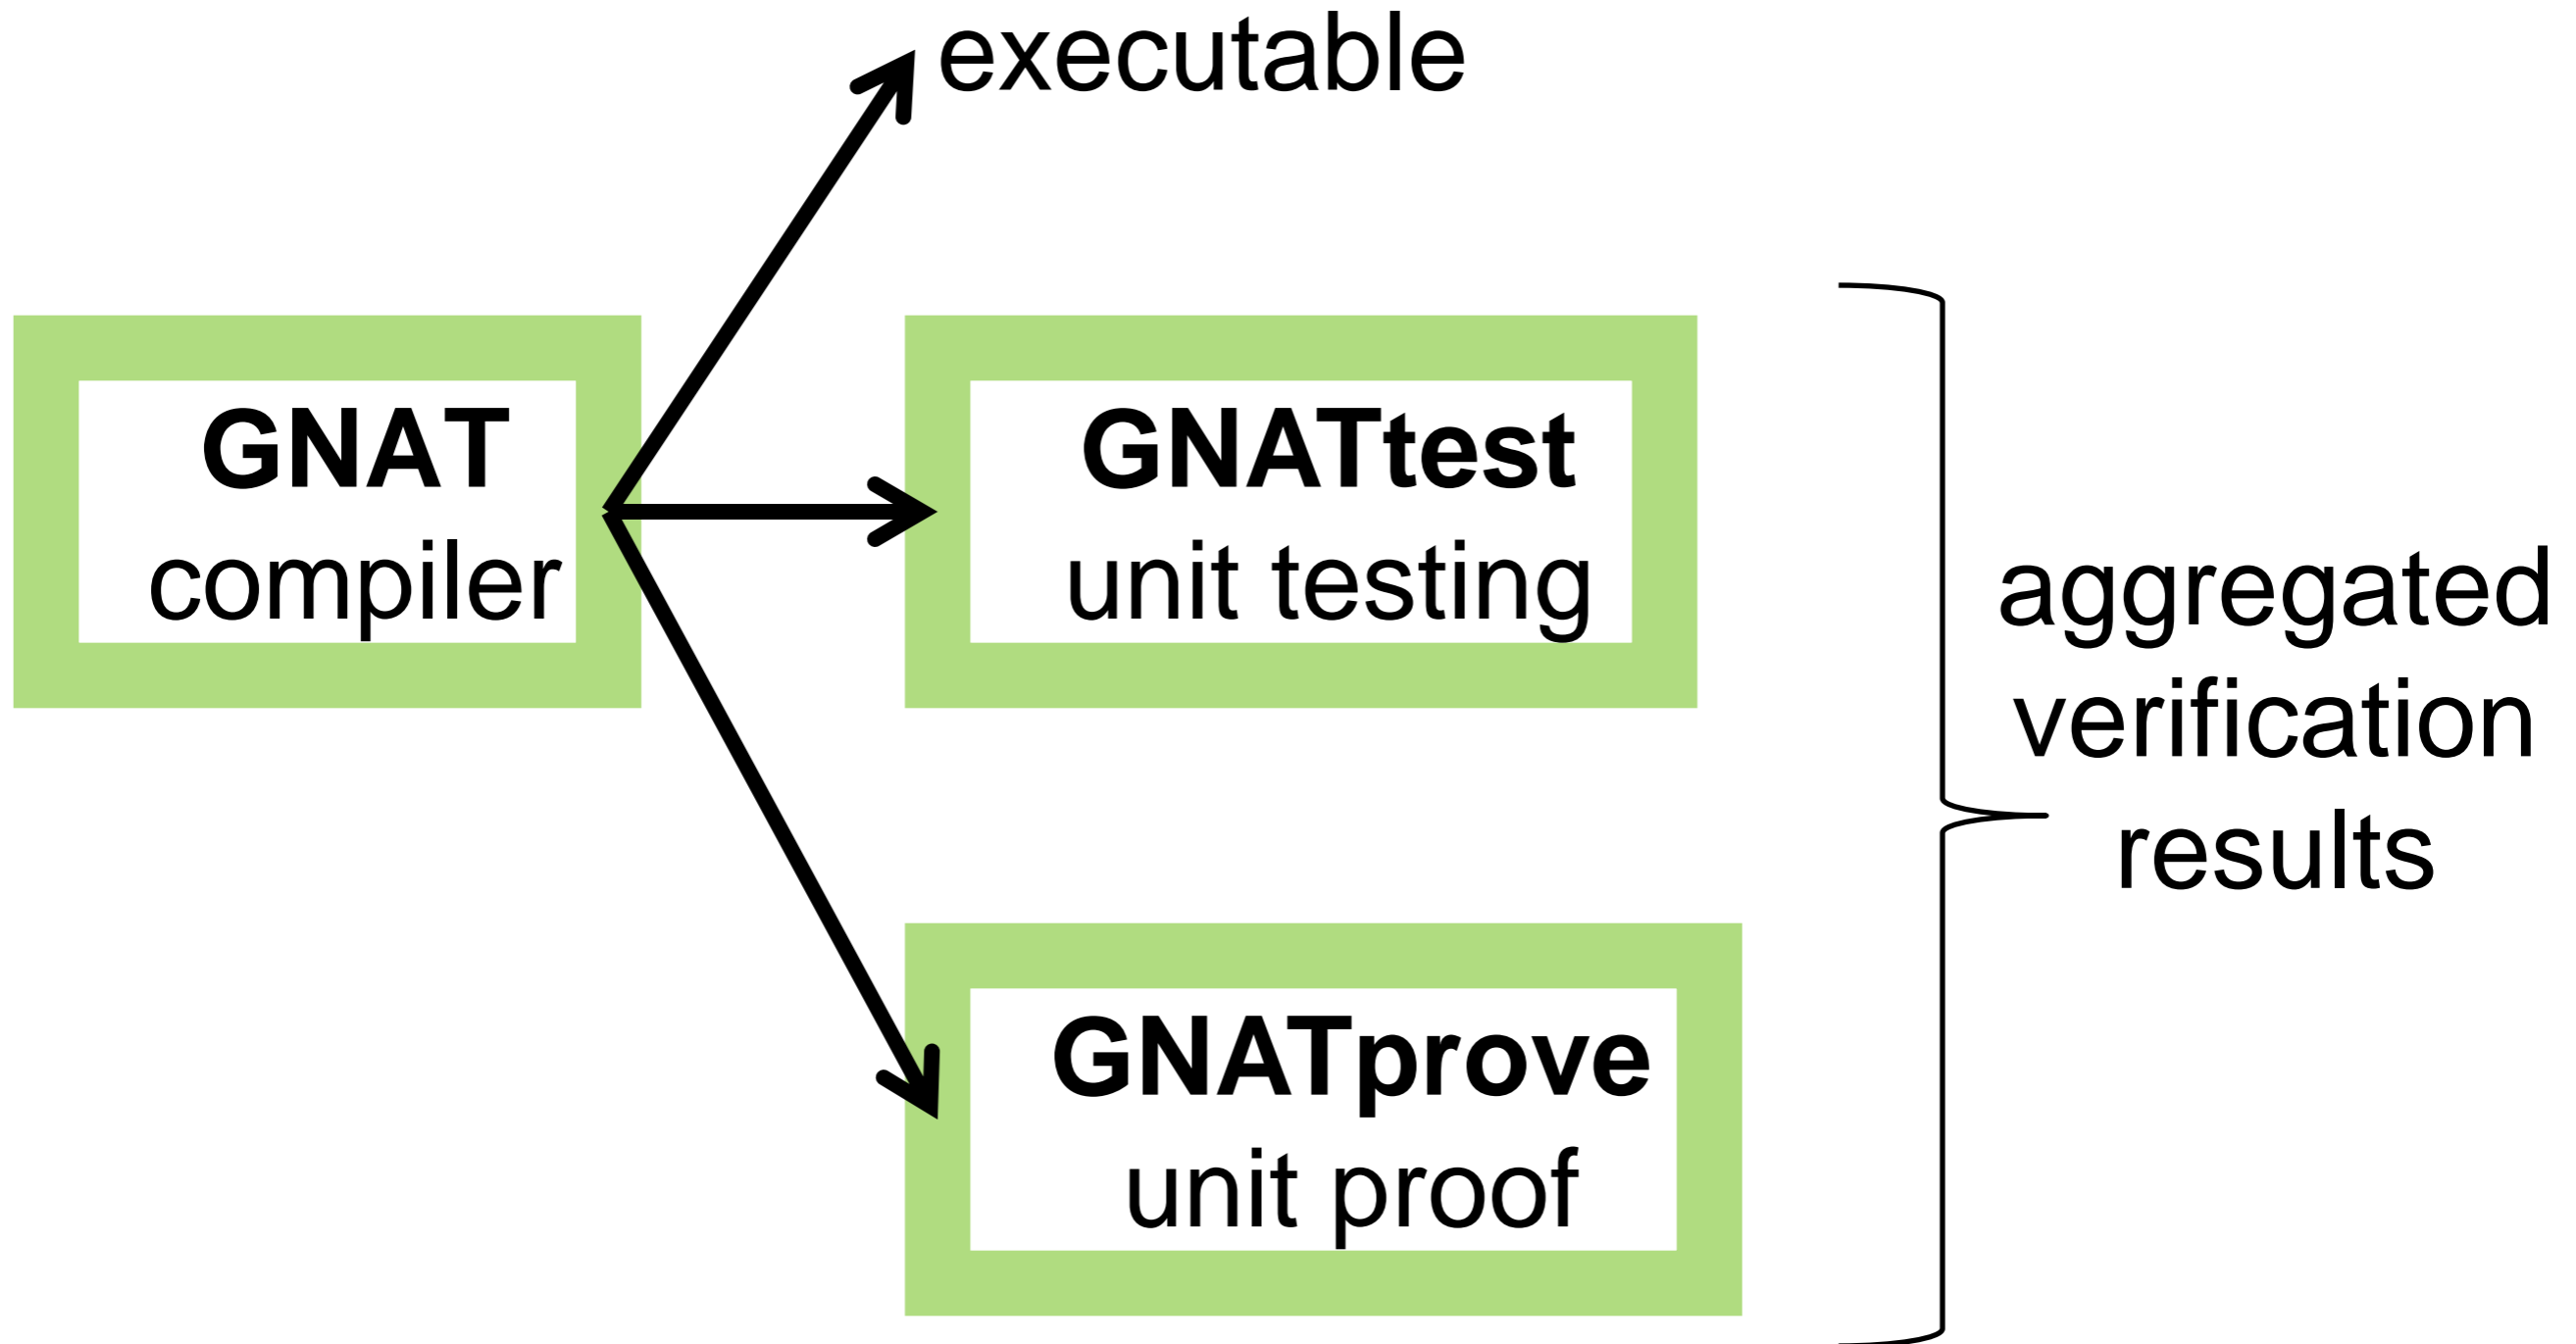 executable
GNAT
compiler
GNATtest
unit testing
aggregated
verification
results
GNATprove
unit proof